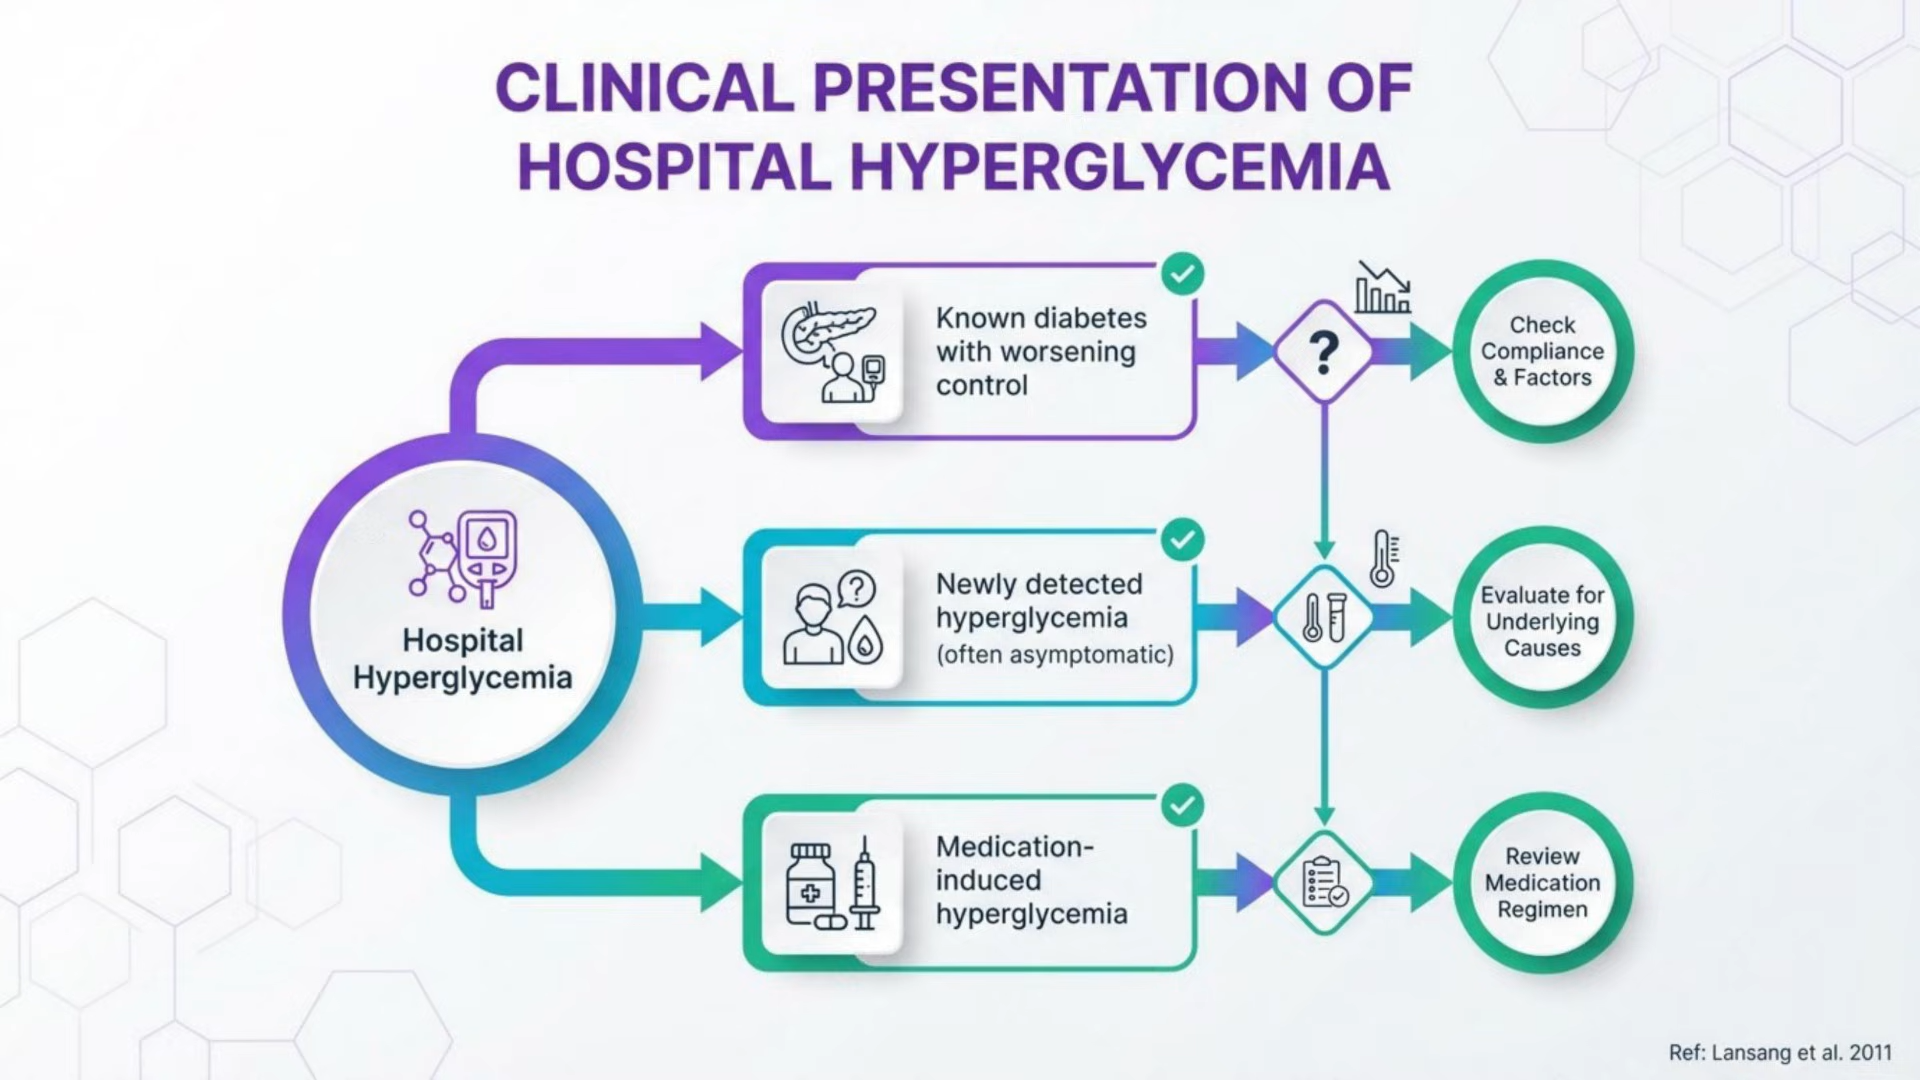 CLINICAL PRESENTATION OF
HOSPITAL HYPERGLYCEMIA
Hospital
Hyperglycemia
Known diabetes
with worsening
control
?
Check
Compliance
& Factors
Newly detected
hyperglycemia
(often asymptomatic)
?
Evaluate for
Underlying
Causes
Medication-
induced
hyperglycemia
Review
Medication
Regimen
Ref: Lansang et al. 2011